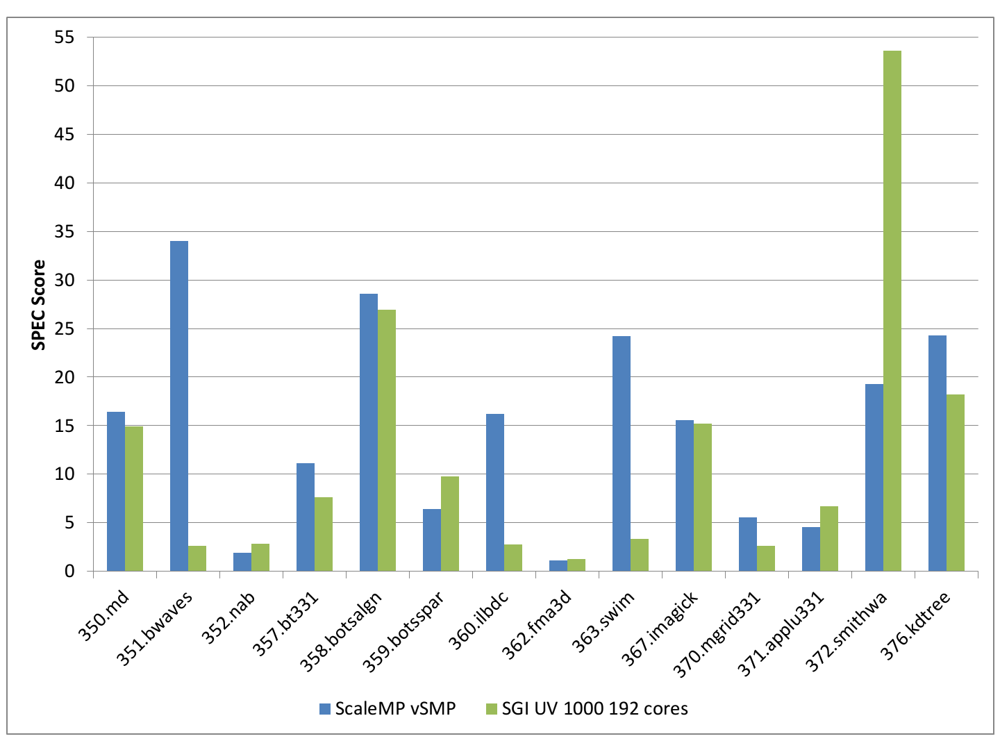 55
50
45
40
35
30
25
20
15
10
5
0
SPEC Score
350.md
351.bwaves
352.nab
357.bt331
358.botsalgn
359.botsspar
360.ilbdc
362.fma3d
363.swim
367.imagick
370.mgrid331
371.applu331
372.smithwa
376.kdtree
ScaleMP vSMP
SGI UV 1000 192 cores